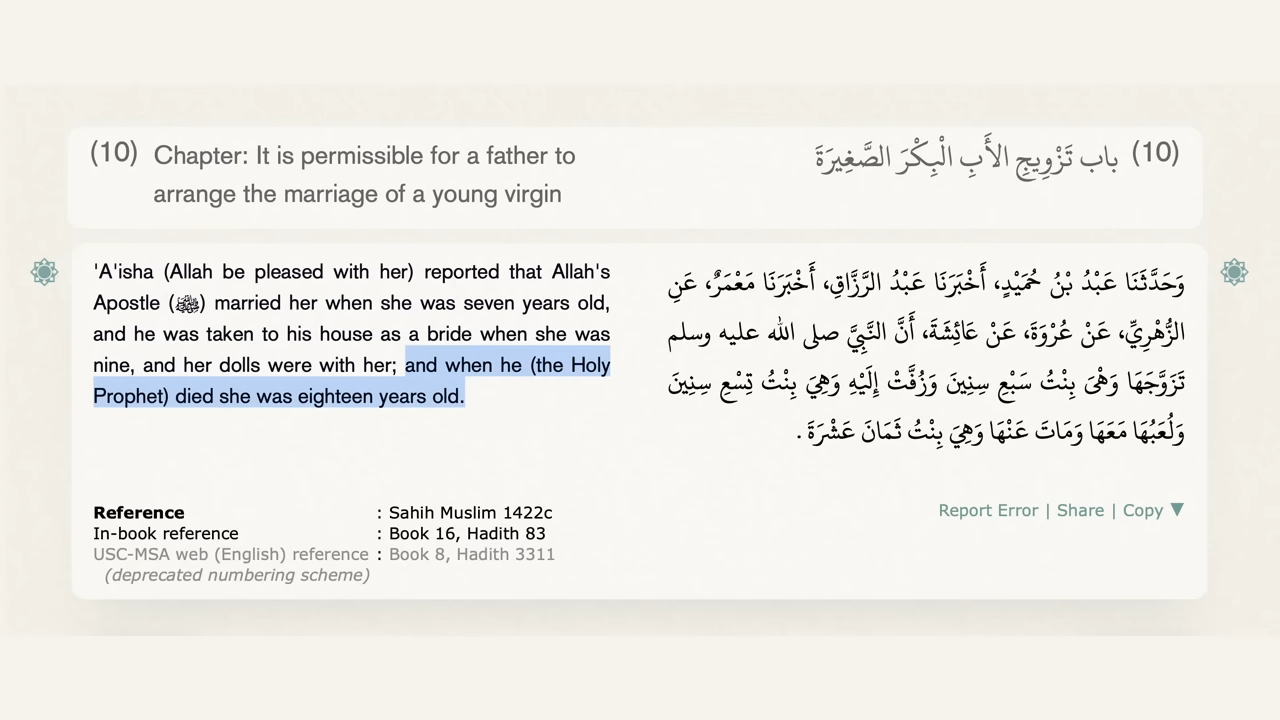 (10) Chapter: It is permissible for a father to
arrange the marriage of a young virgin
(10) باب تَزْوِيجِ الأَبِ الْبِكْرَ الصَّغِيرَةَ
'A'isha (Allah be pleased with her) reported that Allah's
Apostle (ﷺ) married her when she was seven years old,
and he was taken to his house as a bride when she was
nine, and her dolls were with her; and when he (the Holy
Prophet) died she was eighteen years old.
وَحَدَّثَنَا عَبْدُ بْنُ حُمَيْدٍ، أَخْبَرَنَا عَبْدُ الرَّزَّاقِ، أَخْبَرَنَا مَعْمَرٌ، عَنِ
الزُّهْرِيِّ، عَنْ عُرْوَةَ، عَنْ عَائِشَةَ، أَنَّ النَّبِيَّ صلى الله عليه وسلم
تَزَوَّجَهَا وَهْىَ بِنْتُ سَبْعِ سِنِينَ وَزُفَّتْ إِلَيْهِ وَهِيَ بِنْتُ تِسْعِ سِنِينَ
وَلُعَبُهَا مَعَهَا وَمَاتَ عَنْهَا وَهِيَ بِنْتُ ثَمَانَ عَشْرَةَ ‏.‏
Reference : Sahih Muslim 1422c
In-book reference : Book 16, Hadith 83
USC-MSA web (English) reference : Book 8, Hadith 3311
(deprecated numbering scheme)
Report Error | Share | Copy ▼